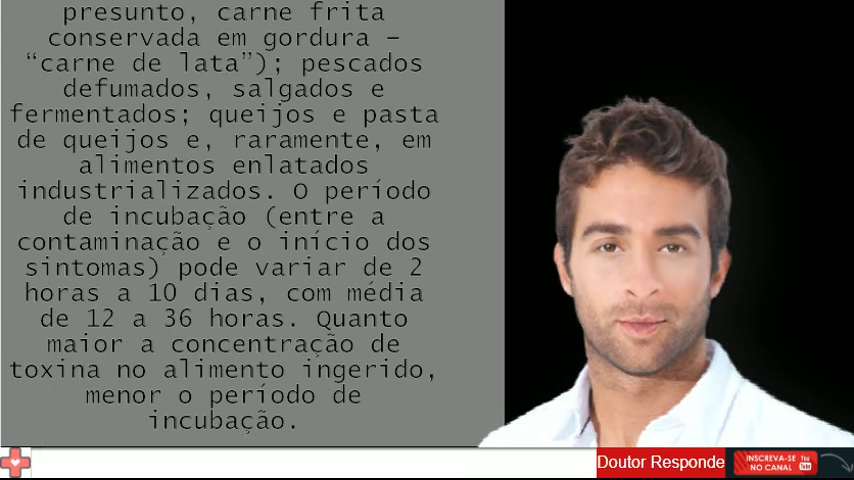 presunto, carne frita
conservada em gordura –
“carne de lata”); pescados
defumados, salgados e
fermentados; queijos e pasta
de queijos e, raramente, em
alimentos enlatados
industrializados. O período
de incubação (entre a
contaminação e o início dos
sintomas) pode variar de 2
horas a 10 dias, com média
de 12 a 36 horas. Quanto
maior a concentração de
toxina no alimento ingerido,
menor o período de
incubação.
Doutor Responde
INSCREVA-SE
NO CANAL
You
Tube